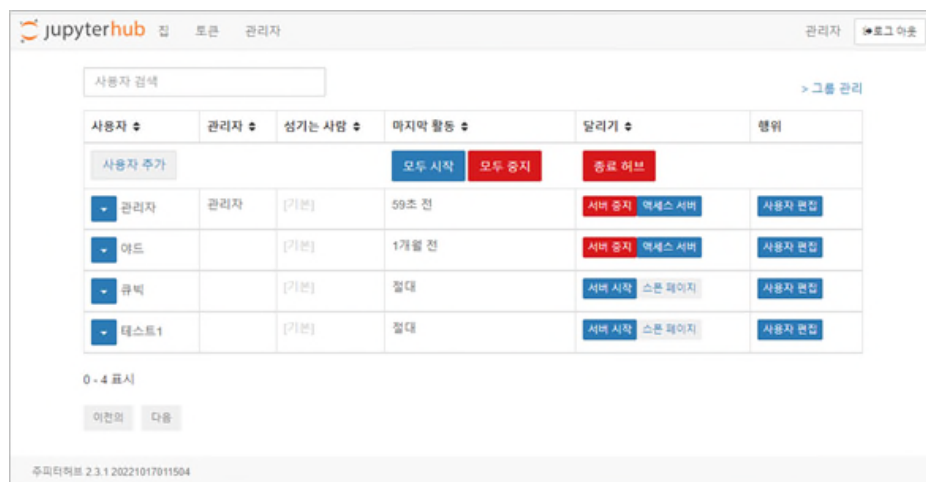 jupyterhub 집 토큰 관리자 관리자 로그 아웃
사용자 검색
> 그룹 관리
사용자 관리자 섬기는 사람 마지막 활동 달리기 행위
사용자 추가 모두 시작 모두 중지 종료 허브
관리자 관리자 [기본] 59초 전 서버 중지 액세스 서버 사용자 편집
야드 [기본] 1개월 전 서버 중지 액세스 서버 사용자 편집
큐빅 [기본] 절대 서버 시작 스폰 페이지 사용자 편집
테스트1 [기본] 절대 서버 시작 스폰 페이지 사용자 편집
0 - 4 표시
이전의 다음
주피터허브 2.3.1 20221017011504